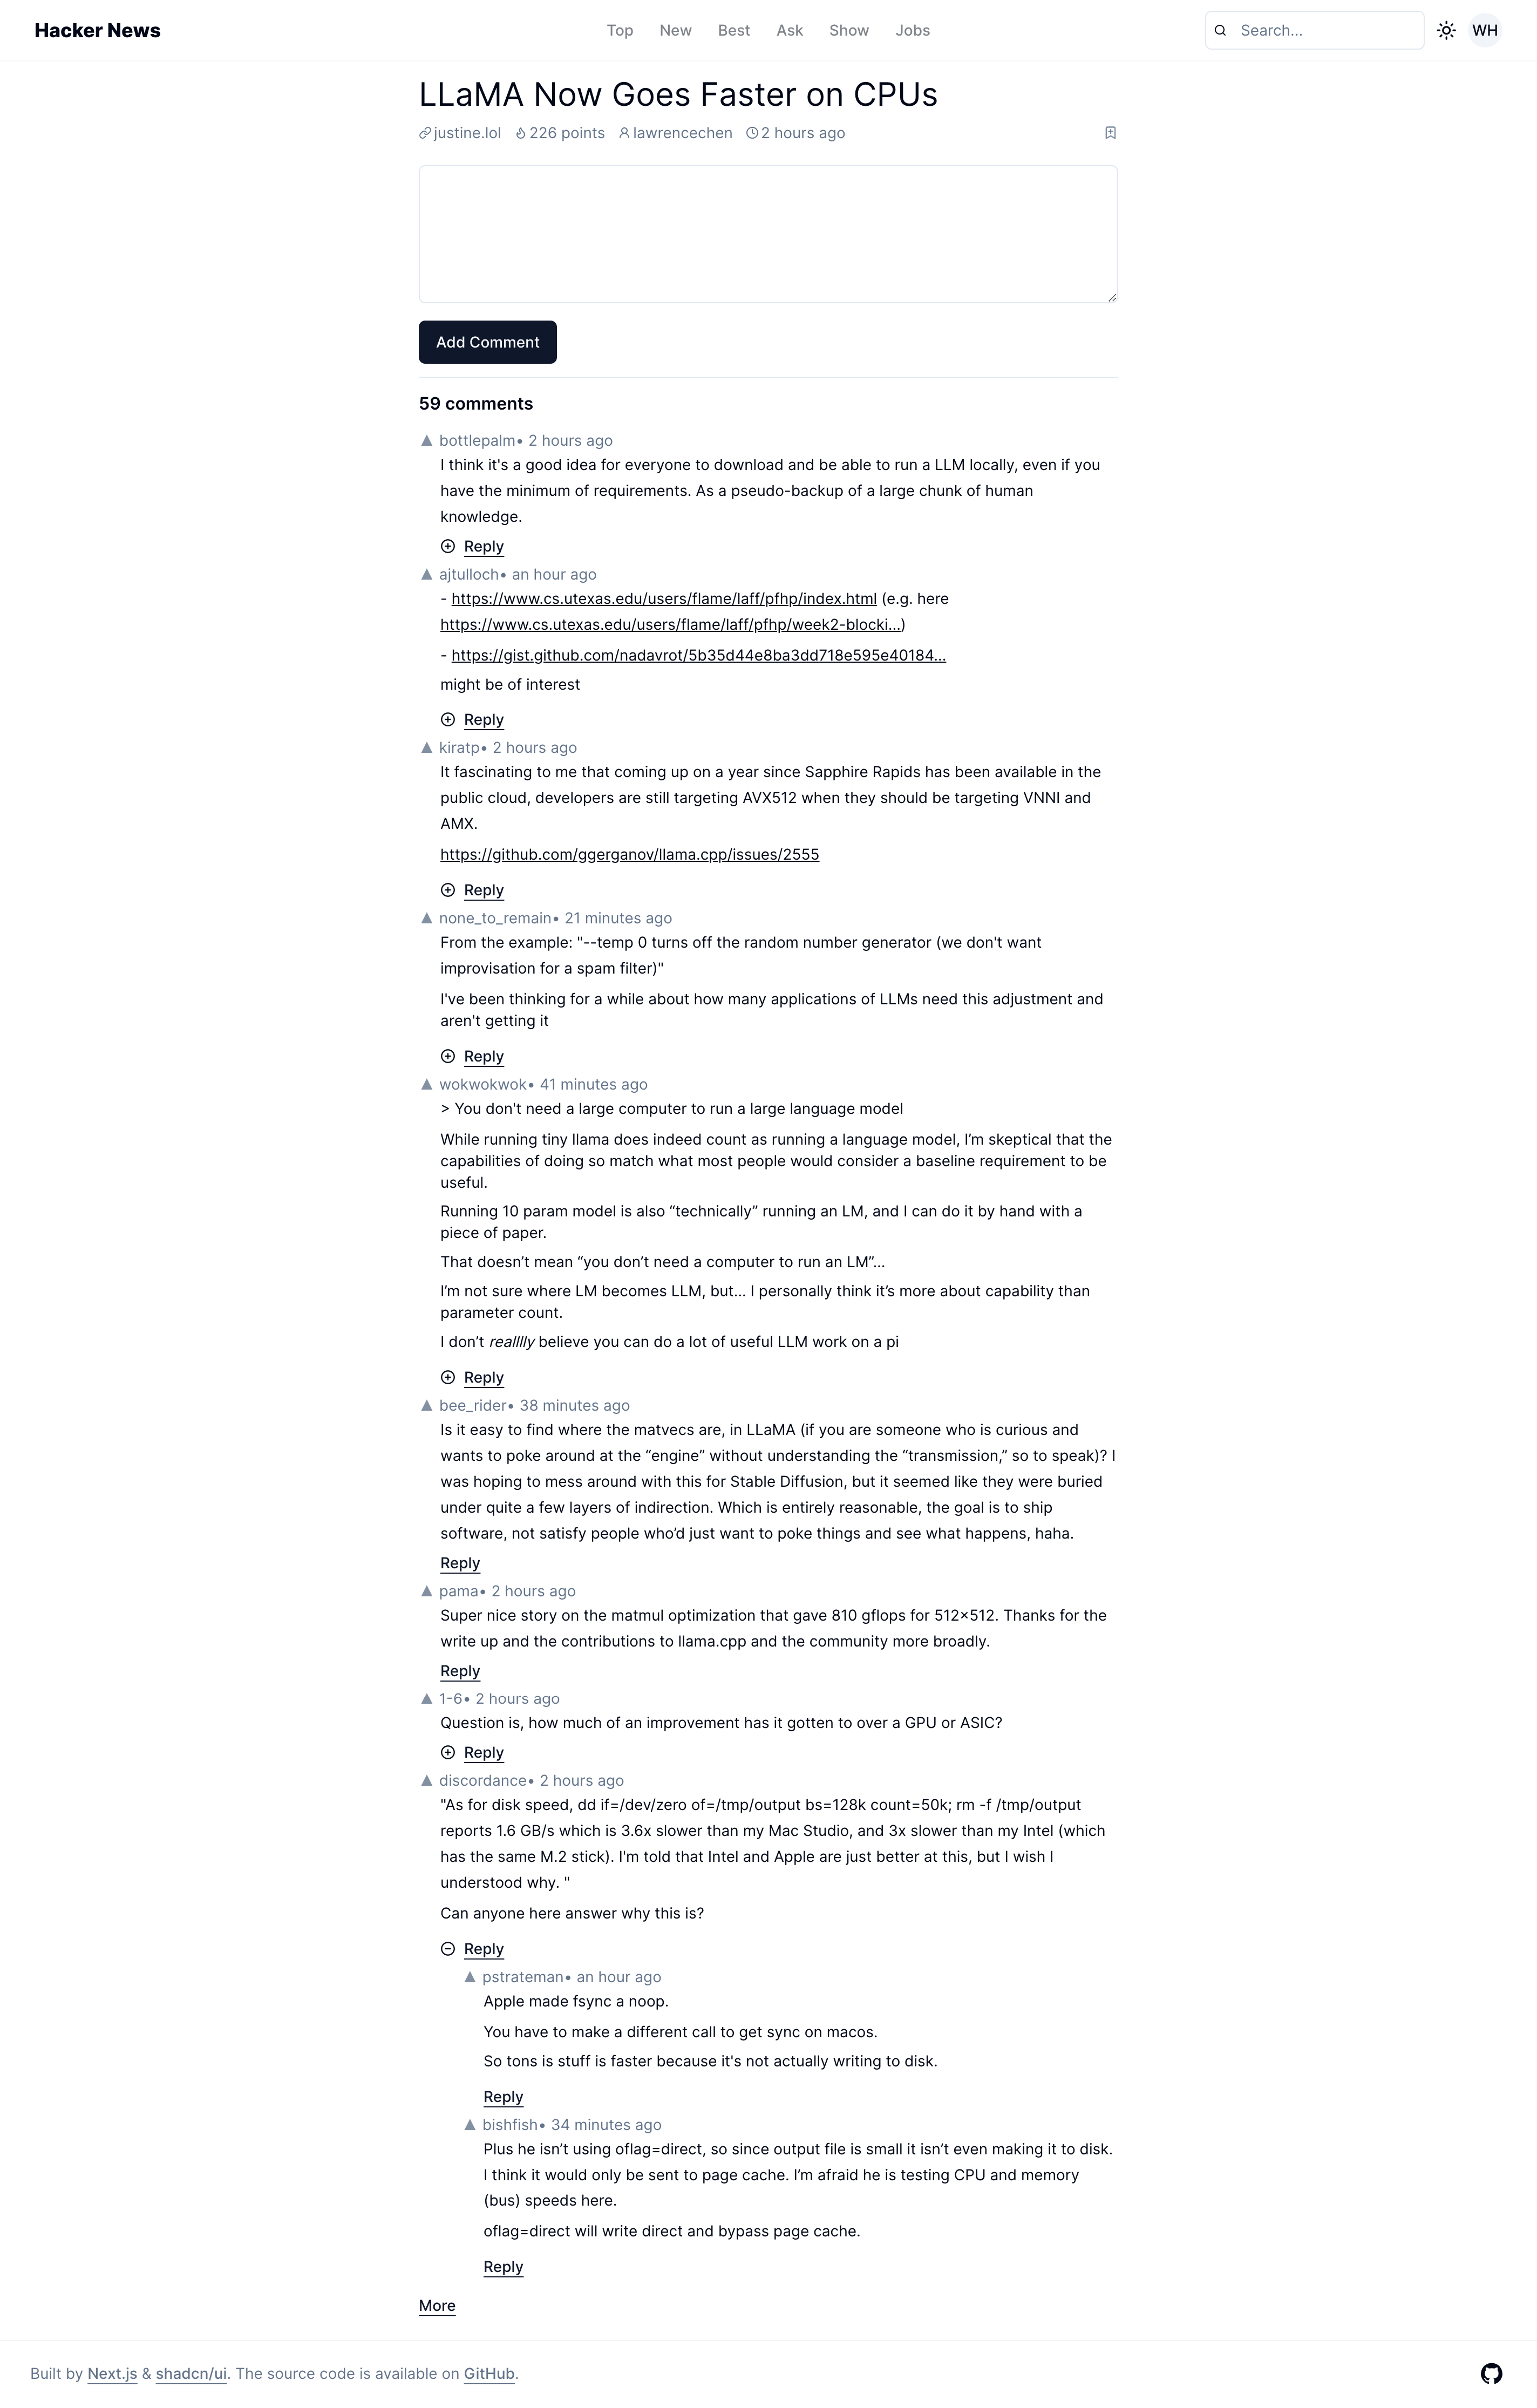 Hacker News
Top New Best Ask Show Jobs
Search...
WH
LLaMA Now Goes Faster on CPUs
justine.lol 226 points lawrencechen 2 hours ago
Add Comment
59 comments
▲ bottlepalm• 2 hours ago
I think it's a good idea for everyone to download and be able to run a LLM locally, even if you
have the minimum of requirements. As a pseudo-backup of a large chunk of human
knowledge.
Reply
▲ ajtulloch• an hour ago
- https://www.cs.utexas.edu/users/flame/laff/pfhp/index.html (e.g. here
https://www.cs.utexas.edu/users/flame/laff/pfhp/week2-blocki...)
- https://gist.github.com/nadavrot/5b35d44e8ba3dd718e595e40184...
might be of interest
Reply
▲ kiratp• 2 hours ago
It fascinating to me that coming up on a year since Sapphire Rapids has been available in the
public cloud, developers are still targeting AVX512 when they should be targeting VNNI and
AMX.
https://github.com/ggerganov/llama.cpp/issues/2555
Reply
▲ none_to_remain• 21 minutes ago
From the example: "--temp 0 turns off the random number generator (we don't want
improvisation for a spam filter)"
I've been thinking for a while about how many applications of LLMs need this adjustment and
aren't getting it
Reply
▲ wokwokwok• 41 minutes ago
> You don't need a large computer to run a large language model
While running tiny llama does indeed count as running a language model, I’m skeptical that the
capabilities of doing so match what most people would consider a baseline requirement to be
useful.
Running 10 param model is also “technically” running an LM, and I can do it by hand with a
piece of paper.
That doesn’t mean “you don’t need a computer to run an LM”…
I’m not sure where LM becomes LLM, but… I personally think it’s more about capability than
parameter count.
I don’t realllly believe you can do a lot of useful LLM work on a pi
Reply
▲ bee_rider• 38 minutes ago
Is it easy to find where the matvecs are, in LLaMA (if you are someone who is curious and
wants to poke around at the “engine” without understanding the “transmission,” so to speak)? I
was hoping to mess around with this for Stable Diffusion, but it seemed like they were buried
under quite a few layers of indirection. Which is entirely reasonable, the goal is to ship
software, not satisfy people who’d just want to poke things and see what happens, haha.
Reply
▲ pama• 2 hours ago
Super nice story on the matmul optimization that gave 810 gflops for 512x512. Thanks for the
write up and the contributions to llama.cpp and the community more broadly.
Reply
▲ 1-6• 2 hours ago
Question is, how much of an improvement has it gotten to over a GPU or ASIC?
Reply
▲ discordance• 2 hours ago
"As for disk speed, dd if=/dev/zero of=/tmp/output bs=128k count=50k; rm -f /tmp/output
reports 1.6 GB/s which is 3.6x slower than my Mac Studio, and 3x slower than my Intel (which
has the same M.2 stick). I'm told that Intel and Apple are just better at this, but I wish I
understood why. "
Can anyone here answer why this is?
Reply
▲ pstrateman• an hour ago
Apple made fsync a noop.
You have to make a different call to get sync on macos.
So tons is stuff is faster because it's not actually writing to disk.
Reply
▲ bishfish• 34 minutes ago
Plus he isn’t using oflag=direct, so since output file is small it isn’t even making it to disk.
I think it would only be sent to page cache. I’m afraid he is testing CPU and memory
(bus) speeds here.
oflag=direct will write direct and bypass page cache.
Reply
More
Built by Next.js & shadcn/ui. The source code is available on GitHub.